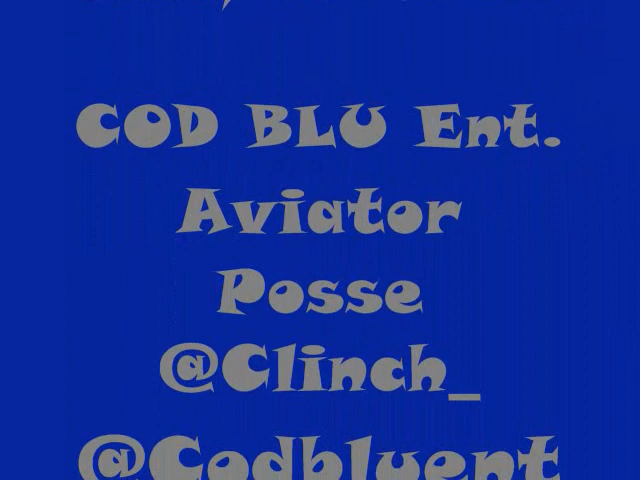 COD BLU Ent.
Aviator
Posse
@Clinch_
@Codbluent